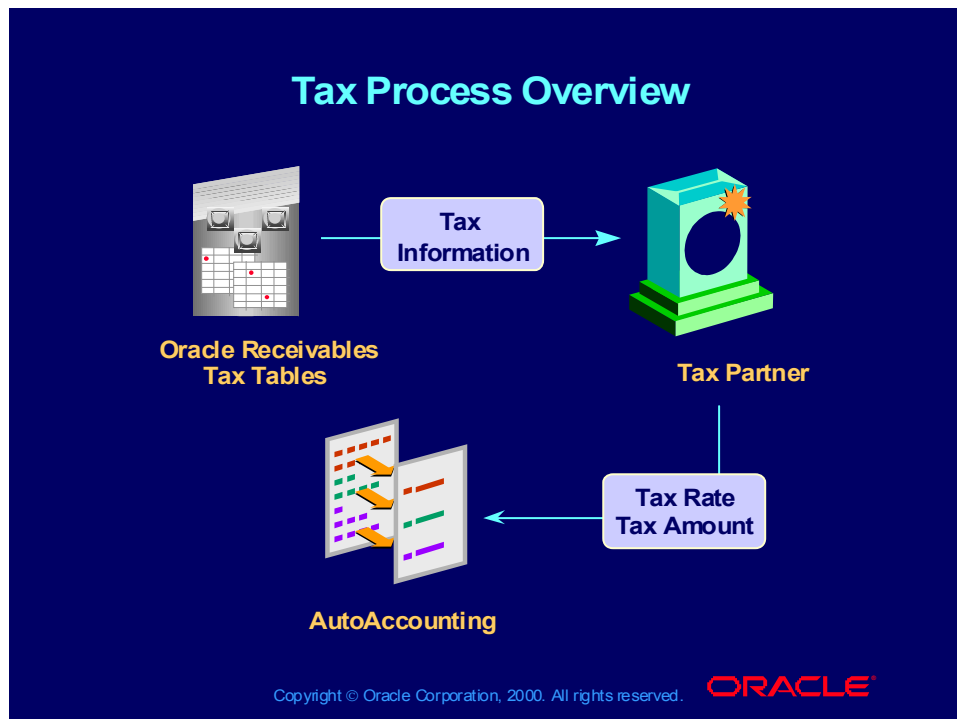 Tax Process Overview
Tax
Information
Oracle Receivables
Tax Tables
Tax Partner
Tax Rate
Tax Amount
AutoAccounting
Copyright © Oracle Corporation, 2000. All rights reserved.
ORACLE®